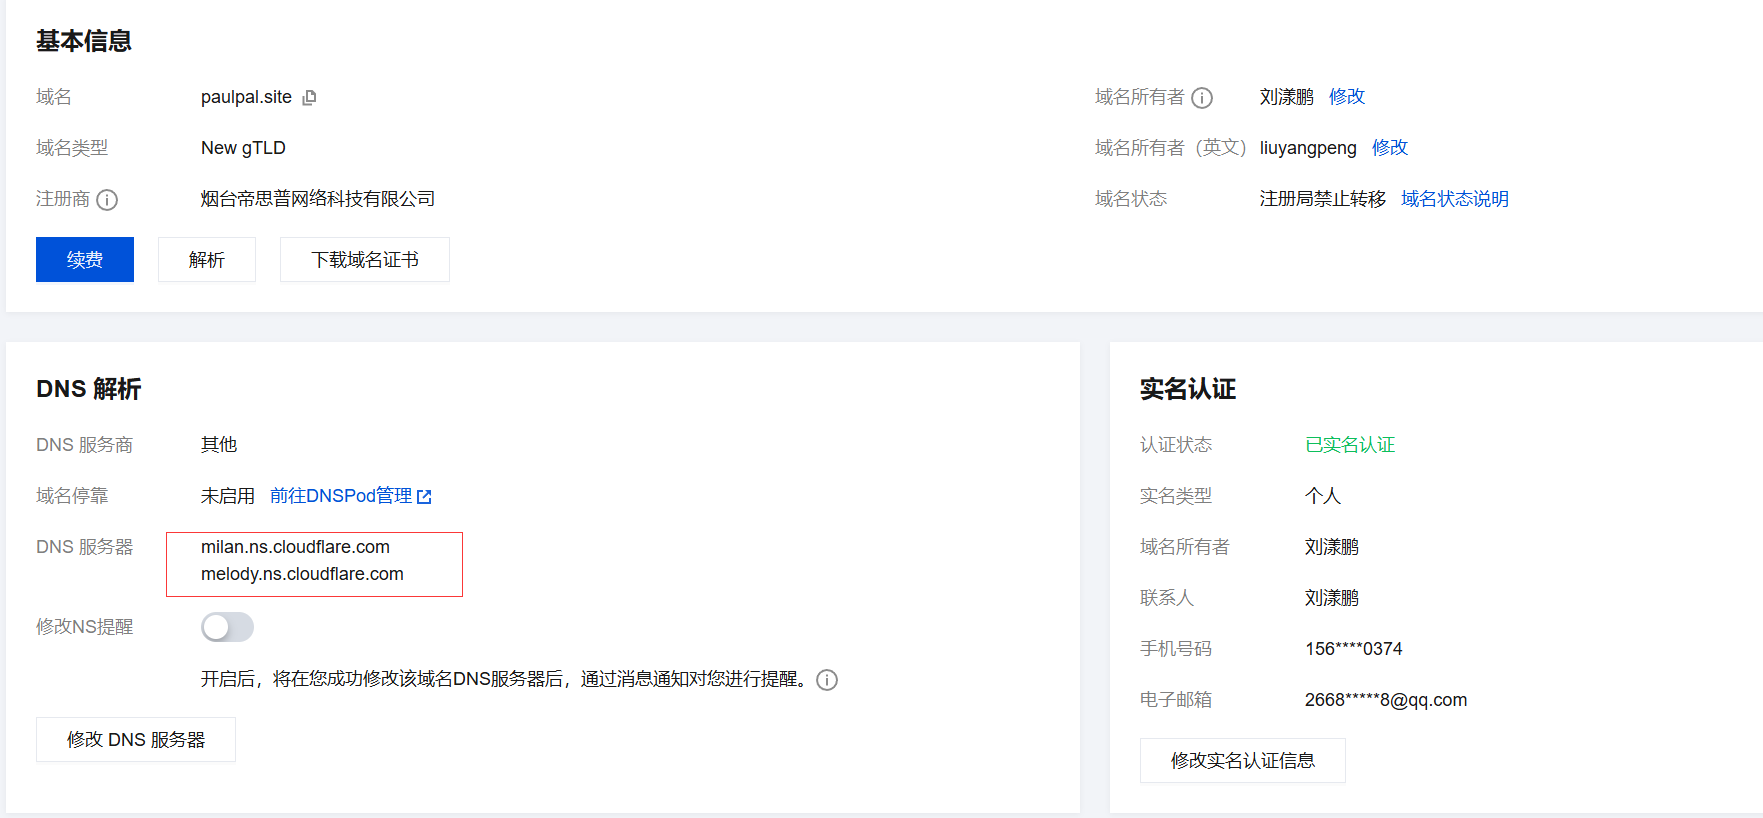 基本信息
域名 paulpal.site
域名所有者 刘漾鹏 修改
域名类型 New gTLD
域名所有者（英文） liuyangpeng 修改
注册商 烟台帝思普网络科技有限公司
域名状态 注册局禁止转移 域名状态说明
续费 解析 下载域名证书
DNS 解析
DNS 服务商 其他
域名停靠 未启用 前往DNSPod管理
DNS 服务器 milan.ns.cloudflare.com
melody.ns.cloudflare.com
修改NS提醒
开启后，将在您成功修改该域名DNS服务器后，通过消息通知对您进行提醒。
修改 DNS 服务器
实名认证
认证状态 已实名认证
实名类型 个人
域名所有者 刘漾鹏
联系人 刘漾鹏
手机号码 156****0374
电子邮箱 2668*****8@qq.com
修改实名认证信息